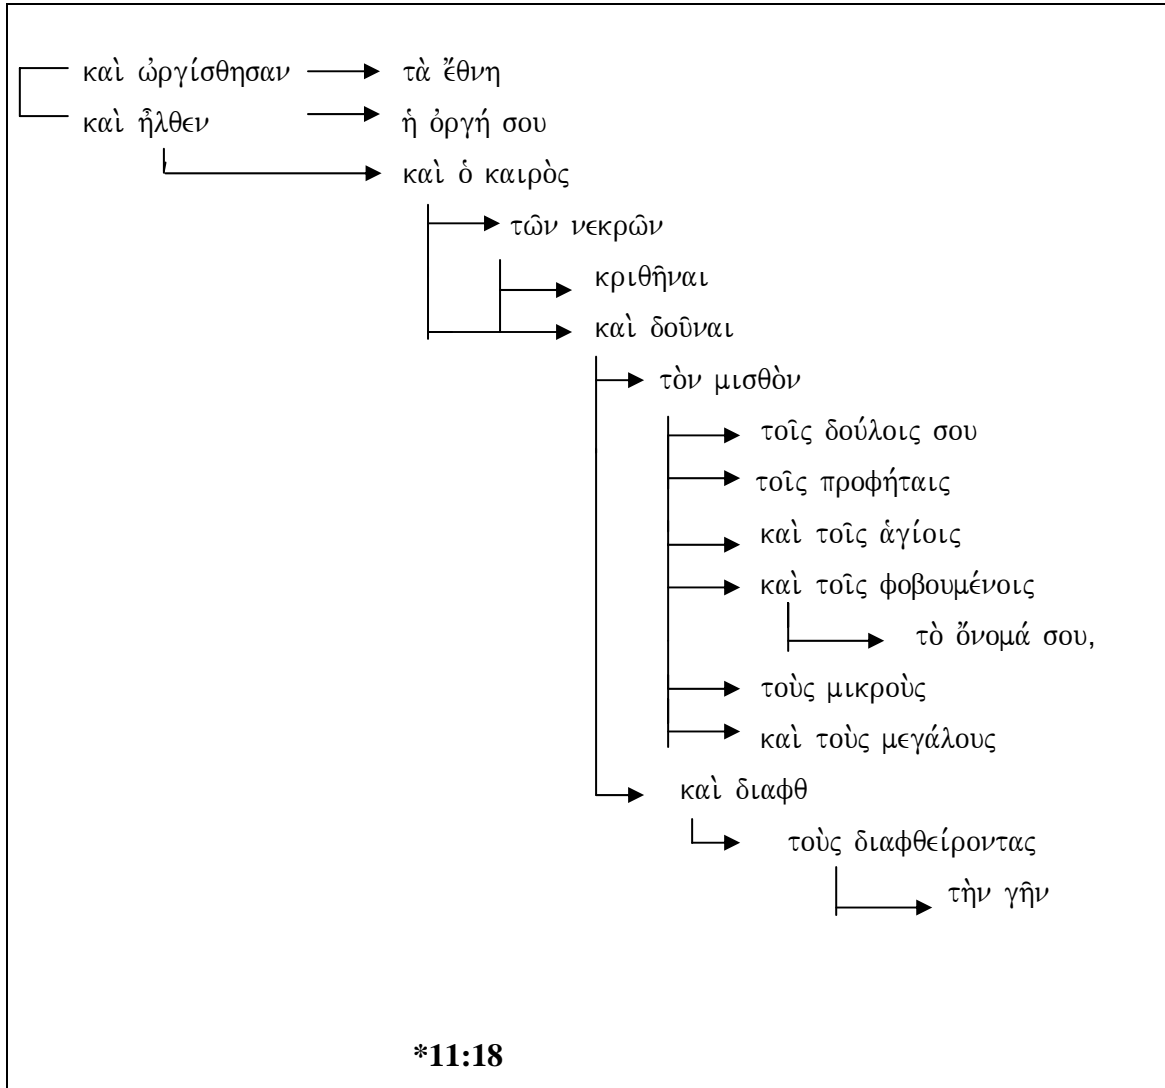 καὶ ὠργίσθησαν τὰ ἔθνη
καὶ ἦλθεν ἡ ὀργή σου
καὶ ὁ καιρὸς
τῶν νεκρῶν
κριθῆναι
καὶ δοῦναι
τὸν μισθὸν
τοῖς δούλοις σου
τοῖς προφήταις
καὶ τοῖς ἁγίοις
καὶ τοῖς φοβουμένοις
τὸ ὄνομά σου,
τοὺς μικροὺς
καὶ τοὺς μεγάλους
καὶ διαφθ
τοὺς διαφθείροντας
τὴν γῆν
*11:18